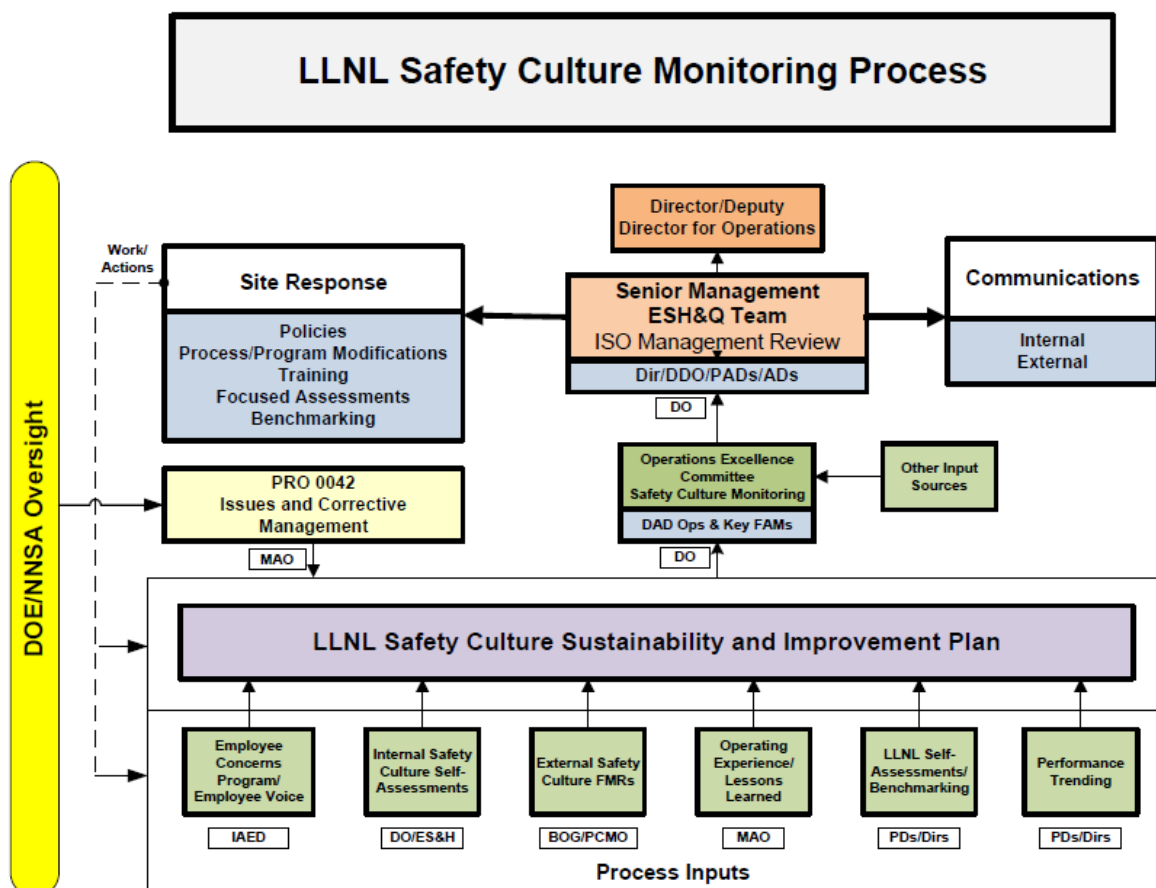 LLNL Safety Culture Monitoring Process
DOE/NNSA Oversight
Work/
Actions
Site Response
Policies
Process/Program Modifications
Training
Focused Assessments
Benchmarking
Director/Deputy
Director for Operations
Senior Management
ESH&Q Team
ISO Management Review
Dir/DDO/PADs/ADs
DO
Communications
Internal
External
PRO 0042
Issues and Corrective
Management
MAO
Operations Excellence
Committee
Safety Culture Monitoring
DAD Ops & Key FAMs
DO
Other Input
Sources
LLNL Safety Culture Sustainability and Improvement Plan
Employee
Concerns
Program/
Employee Voice
IAED
Internal Safety
Culture Self-
Assessments
DO/ES&H
External Safety
Culture FMRs
BOG/PCMO
Operating
Experience/
Lessons
Learned
MAO
LLNL Self-
Assessments/
Benchmarking
PDs/Dirs
Performance
Trending
PDs/Dirs
Process Inputs